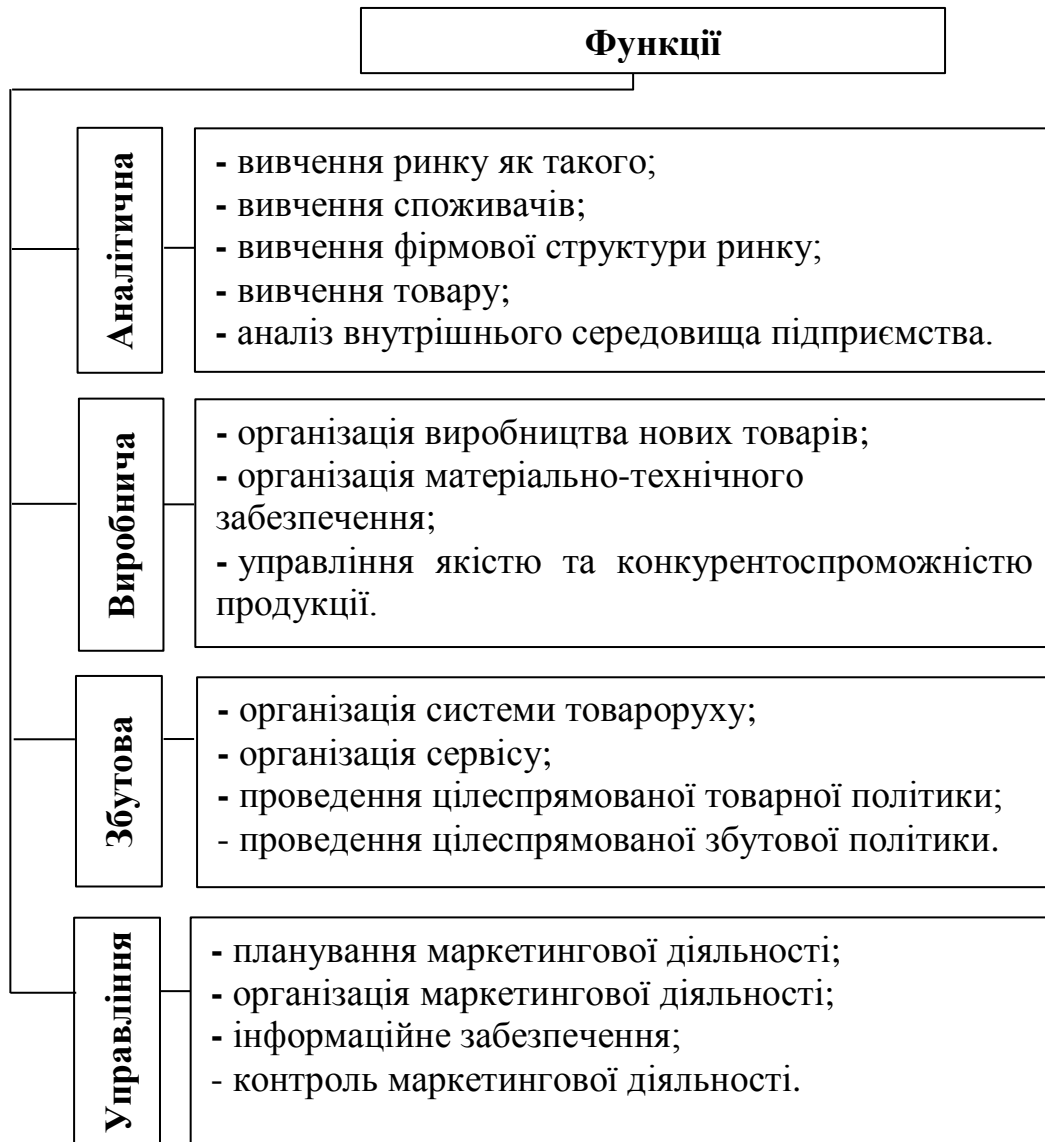 Функції
Аналітична
- вивчення ринку як такого;
- вивчення споживачів;
- вивчення фірмової структури ринку;
- вивчення товару;
- аналіз внутрішнього середовища підприємства.
Виробнича
- організація виробництва нових товарів;
- організація матеріально-технічного
забезпечення;
- управління якістю та конкурентоспроможністю
продукції.
Збутова
- організація системи товароруху;
- організація сервісу;
- проведення цілеспрямованої товарної політики;
- проведення цілеспрямованої збутової політики.
Управління
- планування маркетингової діяльності;
- організація маркетингової діяльності;
- інформаційне забезпечення;
- контроль маркетингової діяльності.